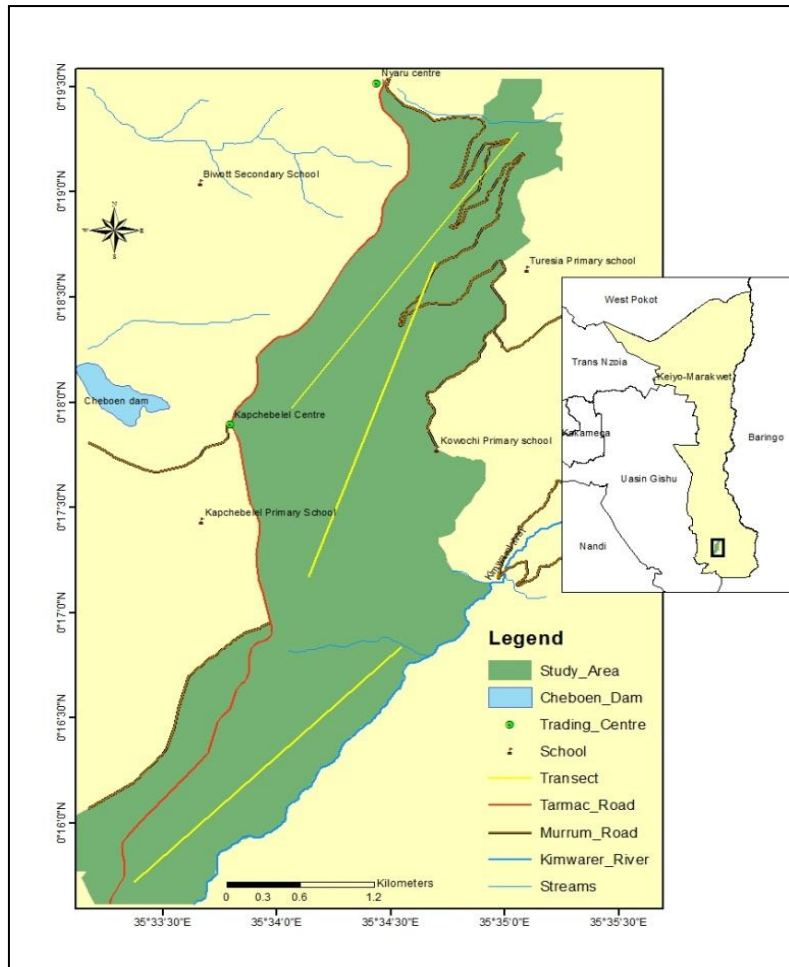 Nyaru centre
0°19'30"N
Biwott Secondary School
0°19'0"N
N
S
Turesia Primary school
0°18'30"N
West Pokot
Trans Nzoia
Keiyo-Marakwet
Kakamega
Baringo
Uasin Gishu
Nandi
0°18'0"N
Cheboen dam
Kapchebelel Centre
Kowochi Primary school
0°17'30"N
Kapchebelel Primary School
0°17'0"N
Legend
Study_Area
Cheboen_Dam
Trading_Centre
School
Transect
Tarmac_Road
Murrum_Road
Kimwarer_River
Streams
0°16'30"N
0°16'0"N
Kilometers
0 0.3 0.6 1.2
35°33'30"E 35°34'0"E 35°34'30"E 35°35'0"E 35°35'30"E